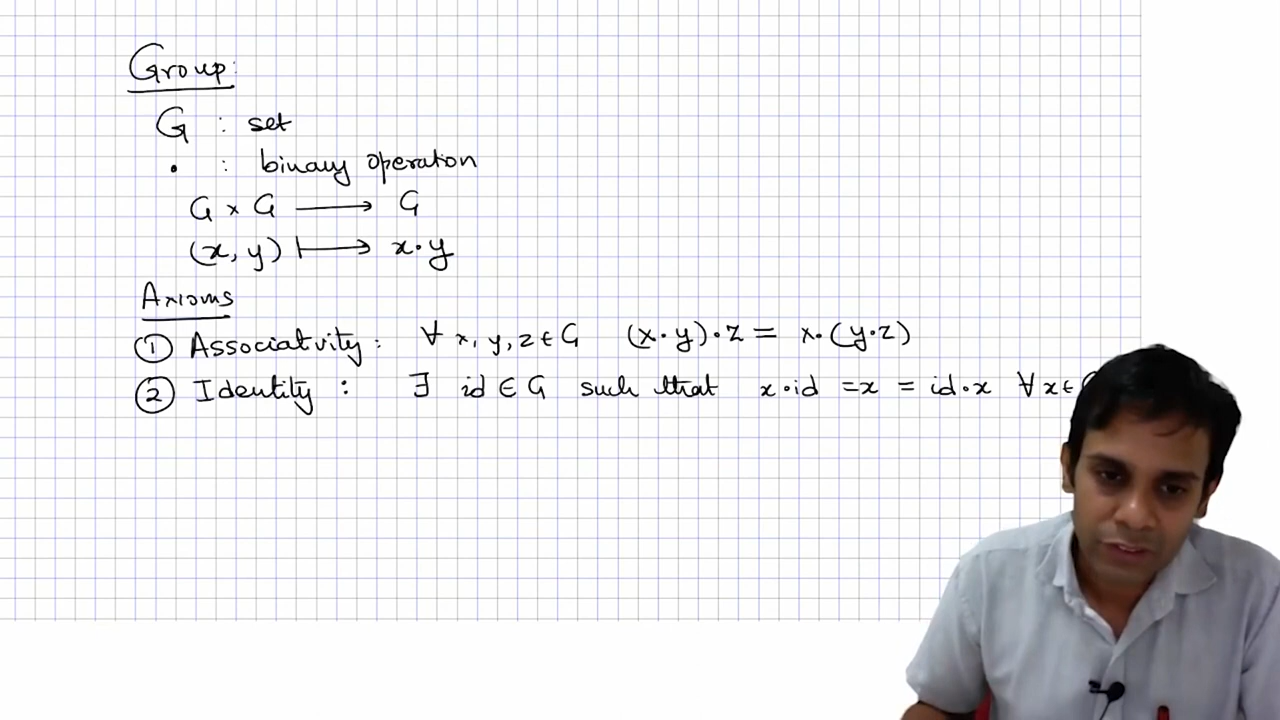 Group:
G : set
· : binary operation
G × G ⟶ G
(x, y) ⟼ x·y
Axioms
① Associativity : ∀ x, y, z ∈ G (x·y)·z = x·(y·z)
② Identity : ∃ id ∈ G such that x·id = x = id·x ∀ x ∈